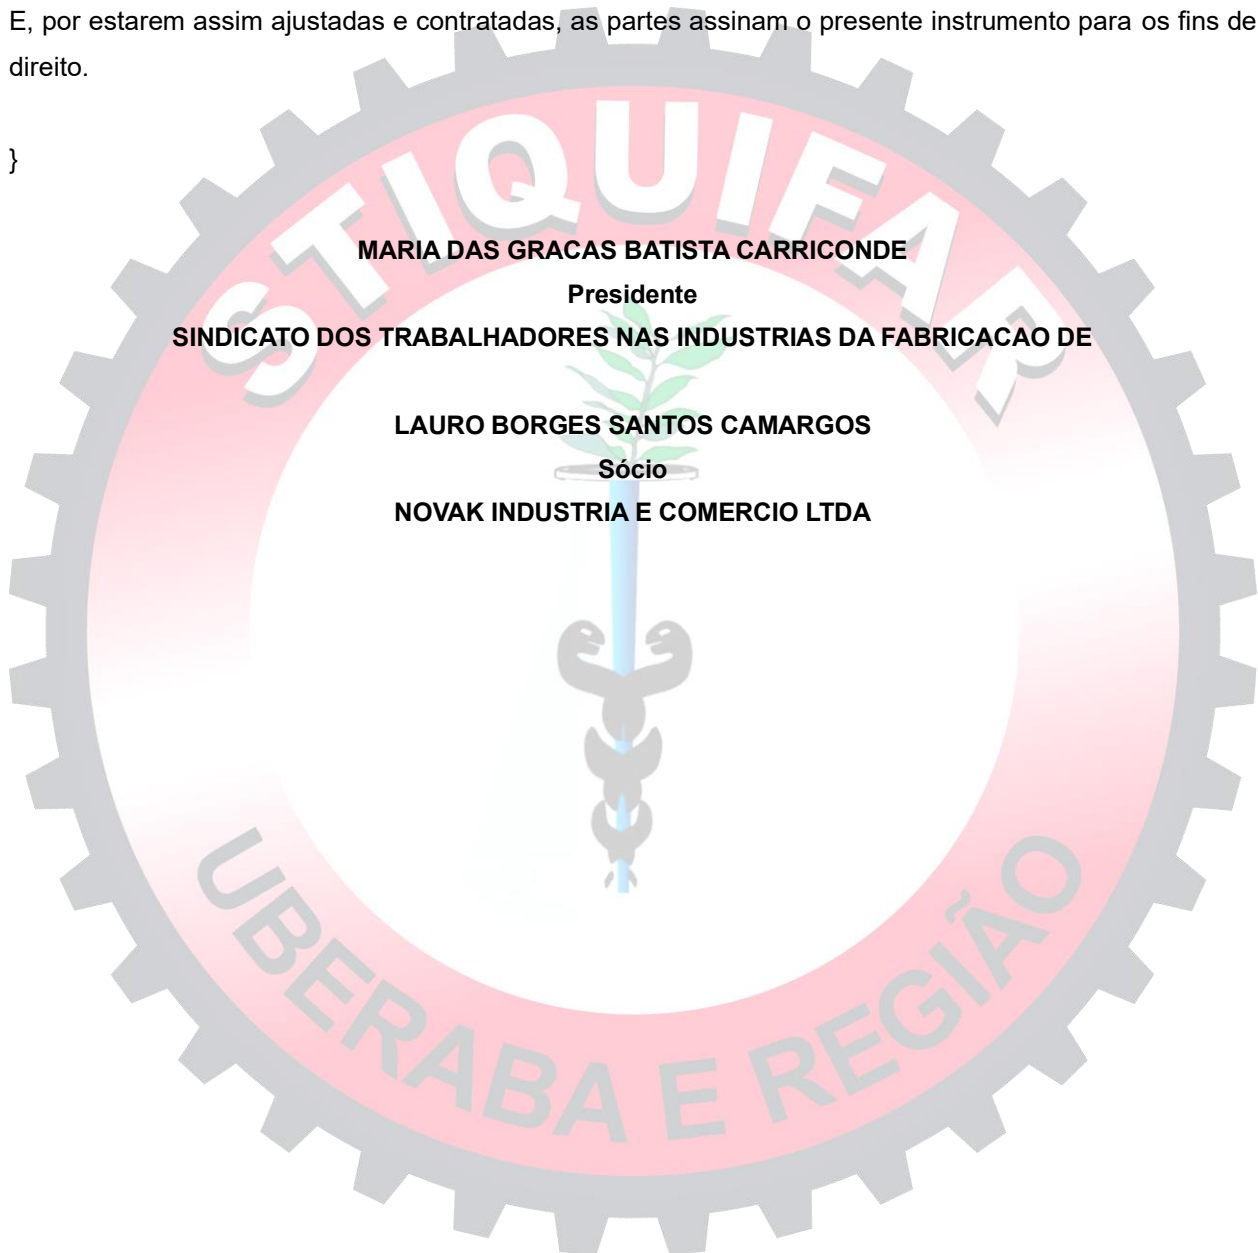 E, por estarem assim ajustadas e contratadas, as partes assinam o presente instrumento para os fins de
direito.
}
STIQUIFAR
MARIA DAS GRACAS BATISTA CARRICONDE
Presidente
SINDICATO DOS TRABALHADORES NAS INDUSTRIAS DA FABRICACAO DE
LAURO BORGES SANTOS CAMARGOS
Sócio
NOVAK INDUSTRIA E COMERCIO LTDA
UBERABA E REGIÃO